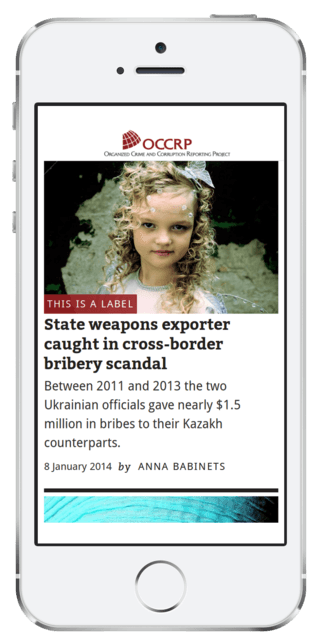 OCCRP
ORGANIZED CRIME AND CORRUPTION REPORTING PROJECT
THIS IS A LABEL
State weapons exporter
caught in cross-border
bribery scandal
Between 2011 and 2013 the two
Ukrainian officials gave nearly $1.5
million in bribes to their Kazakh
counterparts.
8 January 2014 by ANNA BABINETS